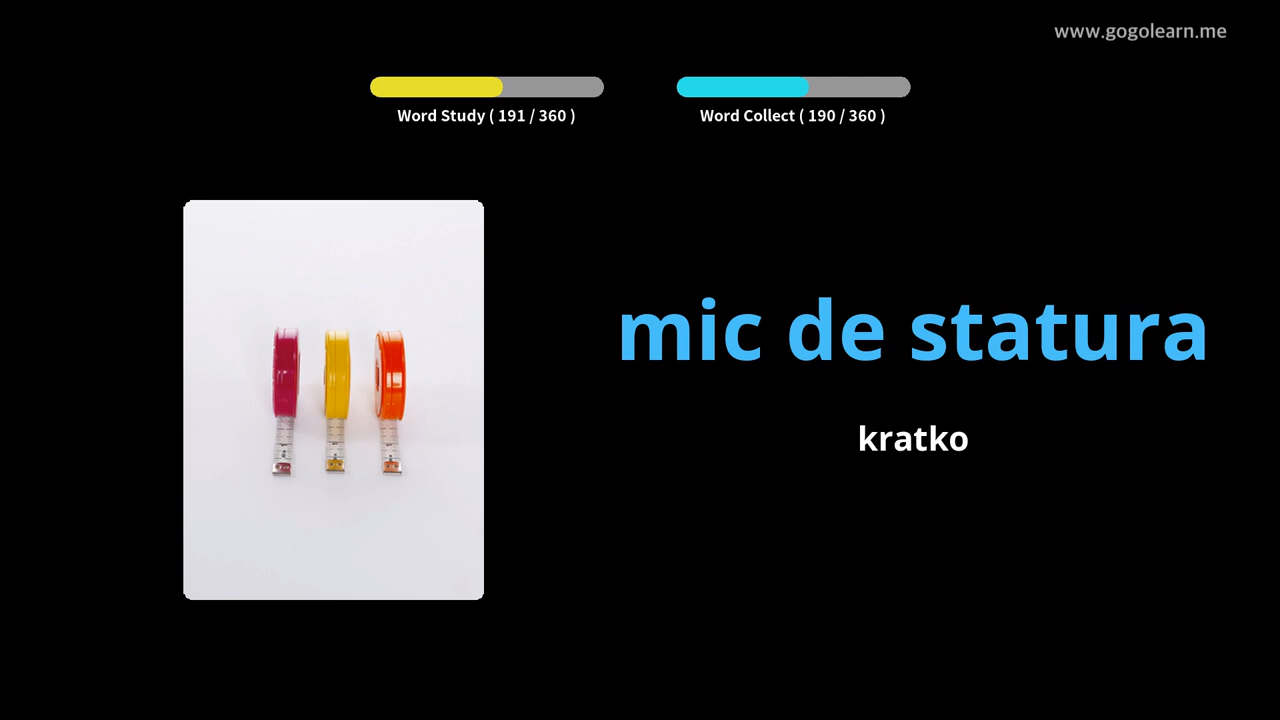 www.gogolearn.me
Word Study ( 191 / 360 )
Word Collect ( 190 / 360 )
mic de statura
kratko